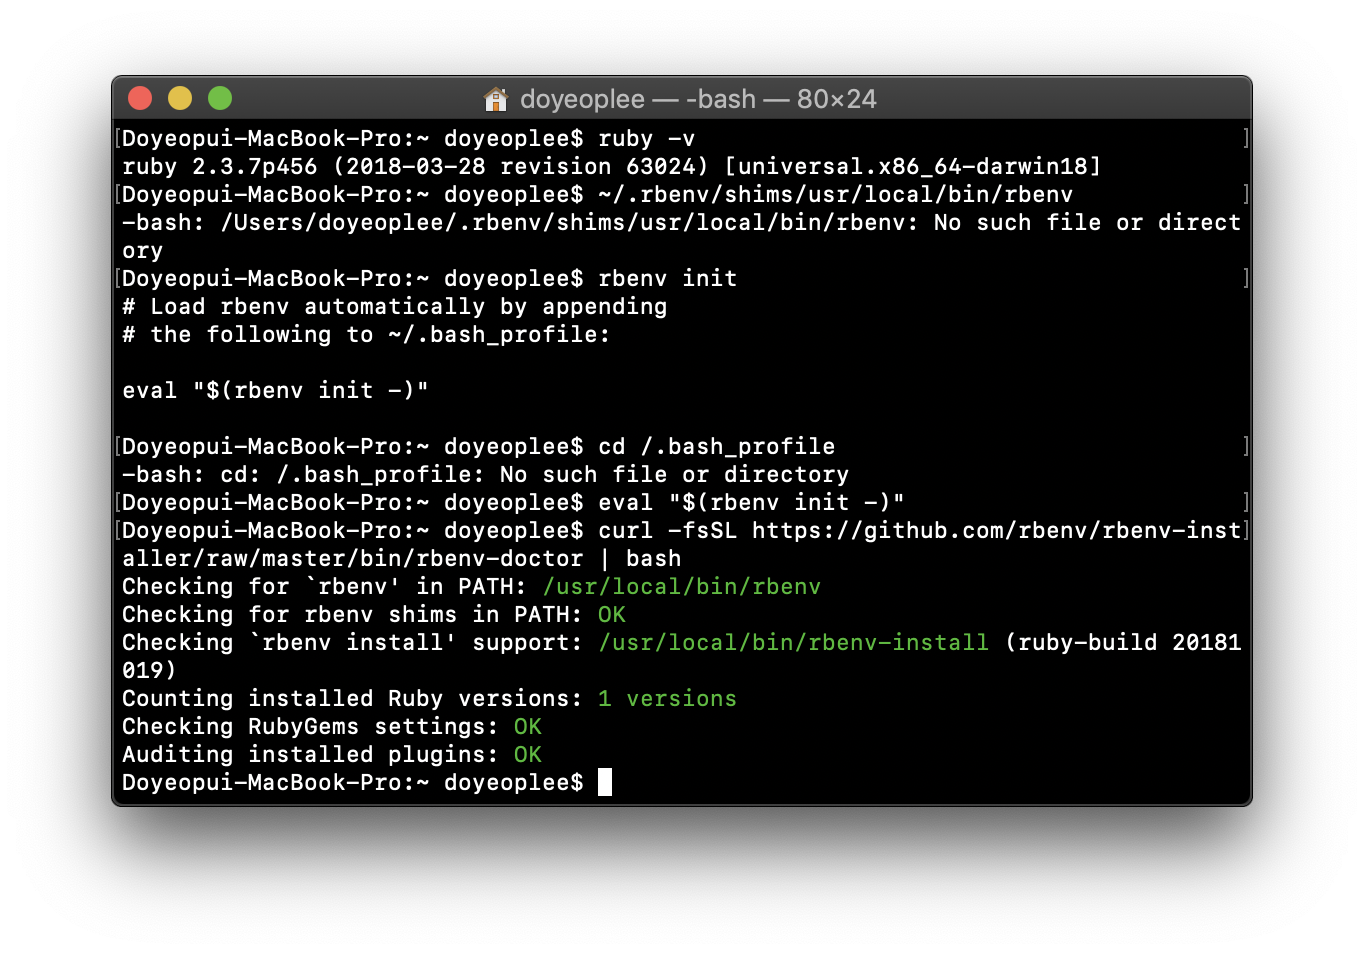 doyeoplee — -bash — 80×24
[Doyeopui-MacBook-Pro:~ doyeoplee$ ruby -v ]
ruby 2.3.7p456 (2018-03-28 revision 63024) [universal.x86_64-darwin18]
[Doyeopui-MacBook-Pro:~ doyeoplee$ ~/.rbenv/shims/usr/local/bin/rbenv ]
-bash: /Users/doyeoplee/.rbenv/shims/usr/local/bin/rbenv: No such file or direct
ory
[Doyeopui-MacBook-Pro:~ doyeoplee$ rbenv init ]
# Load rbenv automatically by appending
# the following to ~/.bash_profile:
eval "$(rbenv init -)"
[Doyeopui-MacBook-Pro:~ doyeoplee$ cd /.bash_profile ]
-bash: cd: /.bash_profile: No such file or directory
[Doyeopui-MacBook-Pro:~ doyeoplee$ eval "$(rbenv init -)" ]
[Doyeopui-MacBook-Pro:~ doyeoplee$ curl -fsSL https://github.com/rbenv/rbenv-inst]
aller/raw/master/bin/rbenv-doctor | bash
Checking for `rbenv' in PATH: /usr/local/bin/rbenv
Checking for rbenv shims in PATH: OK
Checking `rbenv install' support: /usr/local/bin/rbenv-install (ruby-build 20181
019)
Counting installed Ruby versions: 1 versions
Checking RubyGems settings: OK
Auditing installed plugins: OK
Doyeopui-MacBook-Pro:~ doyeoplee$